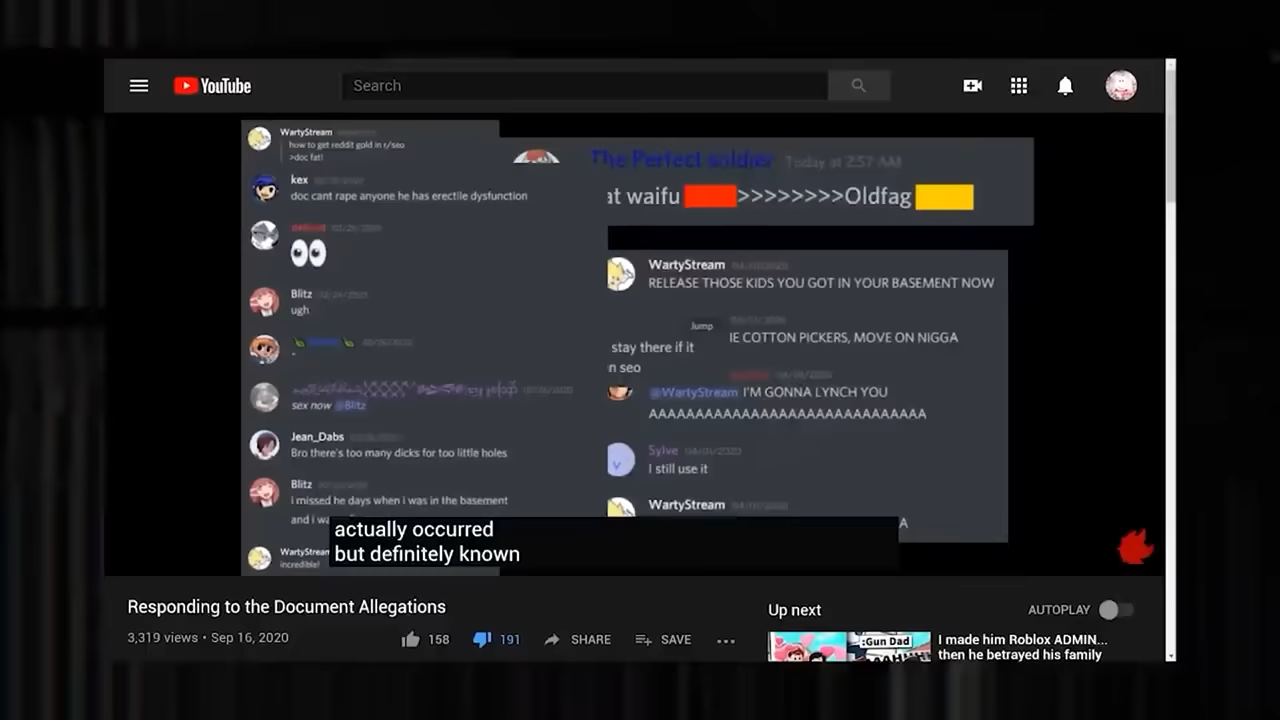 YouTube
Search
WartyStream
how to get reddit gold in r/seo
>doc fat!
kex
doc cant rape anyone he has erectile dysfunction
Blitz
ugh
sex now @Blitz
Jean_Dabs
Bro there's too many dicks for too little holes
Blitz
i missed he days when i was in the basement
and i wa
WartyStream
incredible!
The Perfect soldier Today at 2:57 AM
at waifu >>>>>>>>Oldfag
WartyStream
RELEASE THOSE KIDS YOU GOT IN YOUR BASEMENT NOW
Jump
IE COTTON PICKERS, MOVE ON NIGGA
stay there if it
n seo
@WartyStream I'M GONNA LYNCH YOU
AAAAAAAAAAAAAAAAAAAAAAAAAAAAA
Sylve 04/01/2020
I still use it
WartyStream
A
actually occurred
but definitely known
Responding to the Document Allegations
3,319 views • Sep 16, 2020
158
191
SHARE
SAVE
Up next
AUTOPLAY
:Gun Dad
I made him Roblox ADMIN...
then he betrayed his family